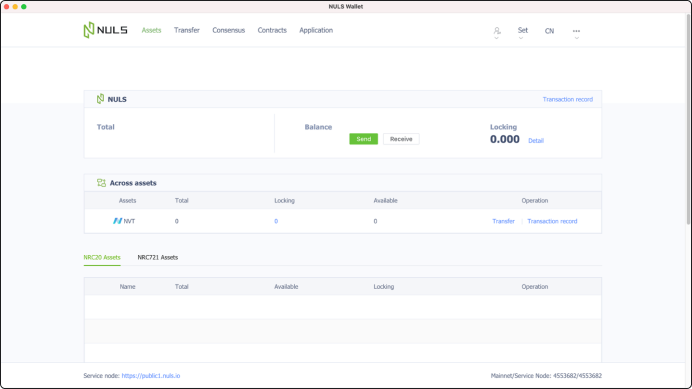 NULS Wallet
NULS Assets Transfer Consensus Contracts Application Set CN ...
NULS Transaction record
Total Balance Send Receive Locking
0.000 Detail
Across assets
Assets Total Locking Available Operation
NVT 0 0 0 Transfer Transaction record
NRC20 Assets NRC721 Assets
Name Total Available Locking Operation
Service node: https://public1.nuls.io Mainnet/Service Node: 4553682/4553682